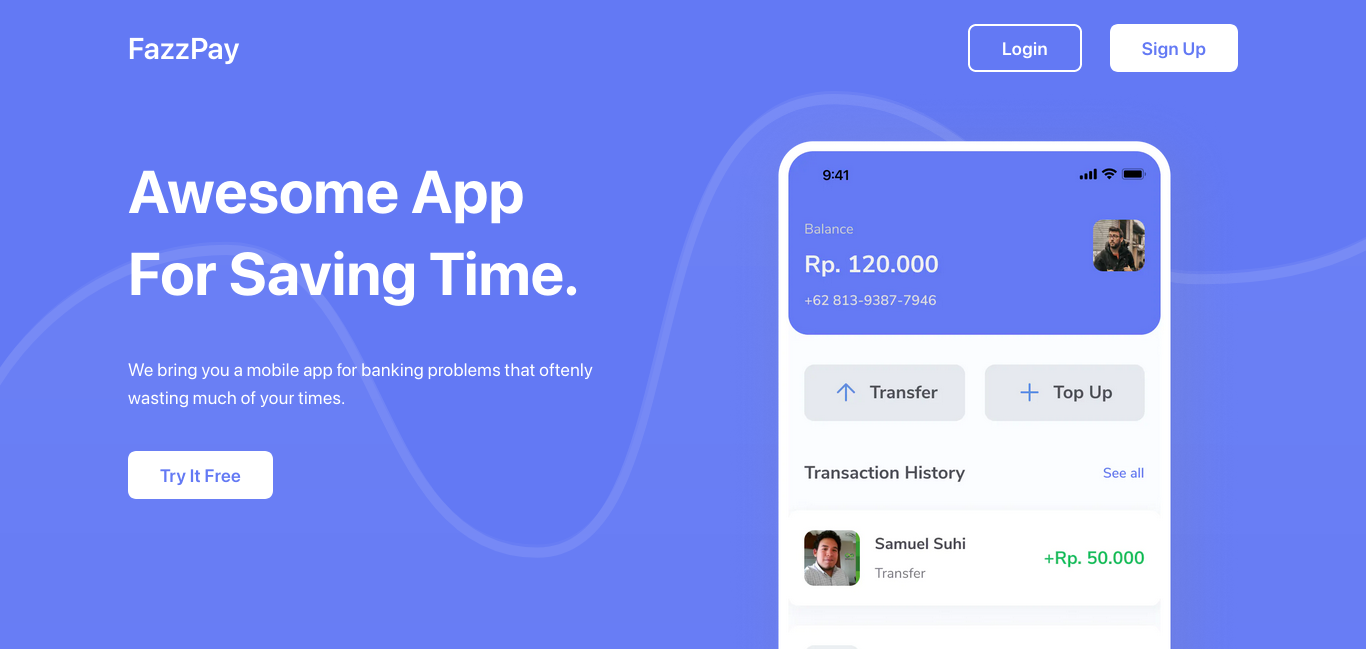 FazzPay
Login
Sign Up
Awesome App
For Saving Time.
We bring you a mobile app for banking problems that oftenly
wasting much of your times.
Try It Free
9:41
Balance
Rp. 120.000
+62 813-9387-7946
Transfer
Top Up
Transaction History
See all
Samuel Suhi
+Rp. 50.000
Transfer